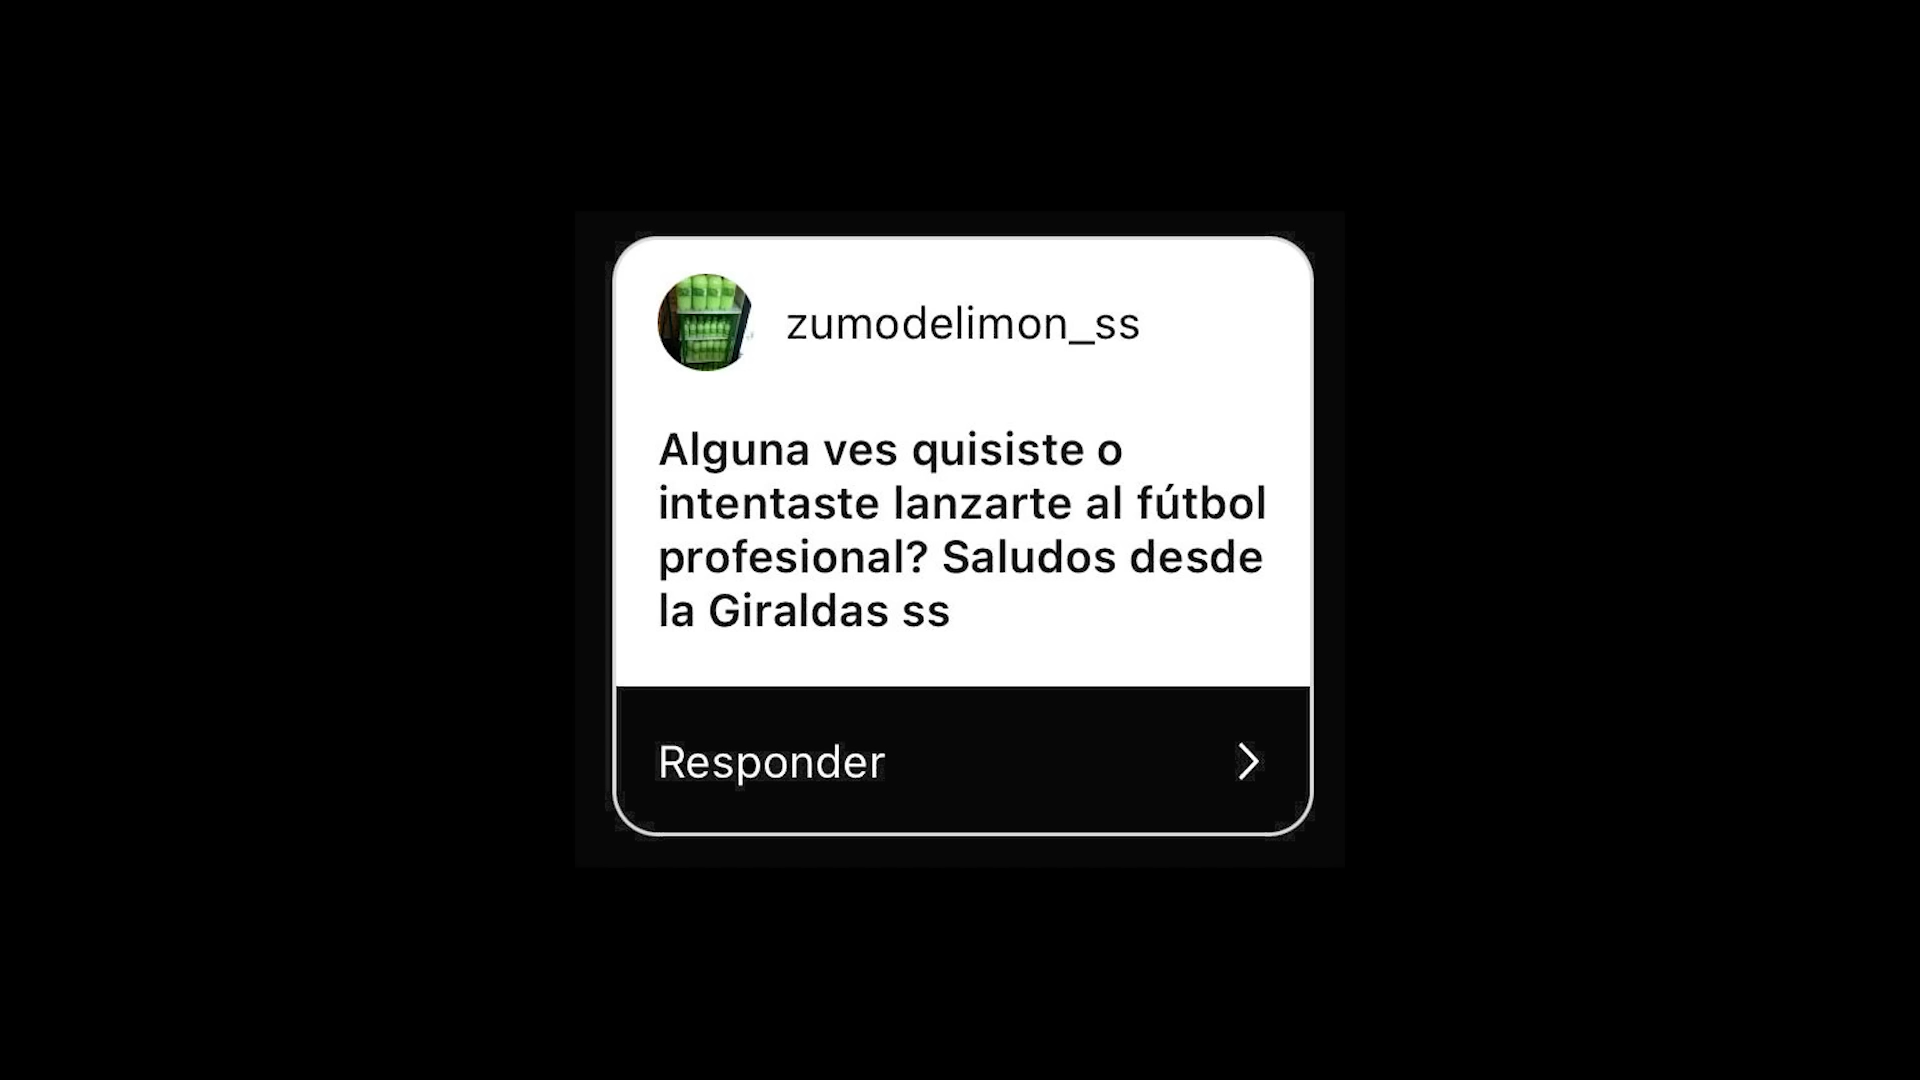 zumodelimon_ss
Alguna ves quisiste o
intentaste lanzarte al fútbol
profesional? Saludos desde
la Giraldas ss
Responder